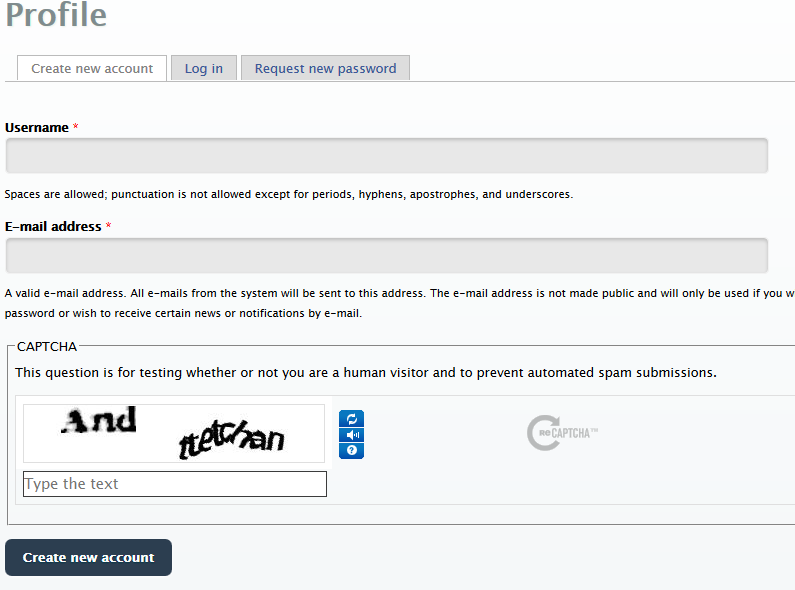 Profile
Create new account
Log in
Request new password
Username *
Spaces are allowed; punctuation is not allowed except for periods, hyphens, apostrophes, and underscores.
E-mail address *
A valid e-mail address. All e-mails from the system will be sent to this address. The e-mail address is not made public and will only be used if you w
password or wish to receive certain news or notifications by e-mail.
CAPTCHA
This question is for testing whether or not you are a human visitor and to prevent automated spam submissions.
reCAPTCHA™
Type the text
Create new account